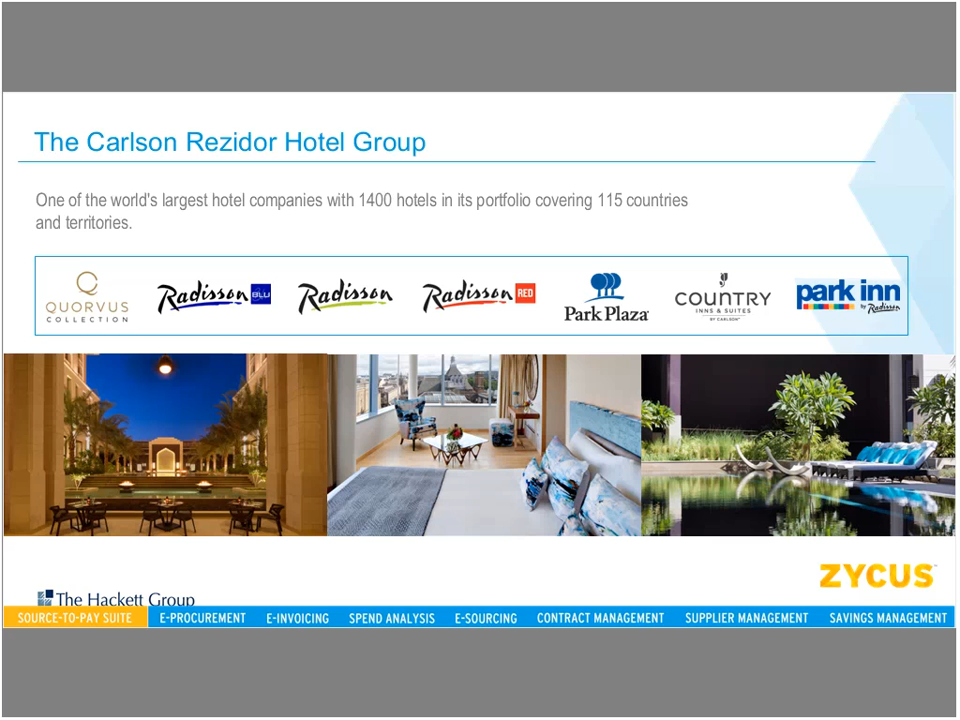 The Carlson Rezidor Hotel Group
One of the world's largest hotel companies with 1400 hotels in its portfolio covering 115 countries
and territories.
QUORVUS
COLLECTION
Radisson BLU
Radisson
Radisson RED
Park Plaza
COUNTRY
INNS & SUITES
BY CARLSON
park inn
by Radisson
ZYCUS
The Hackett Group
SOURCE-TO-PAY SUITE E-PROCUREMENT E-INVOICING SPEND ANALYSIS E-SOURCING CONTRACT MANAGEMENT SUPPLIER MANAGEMENT SAVINGS MANAGEMENT